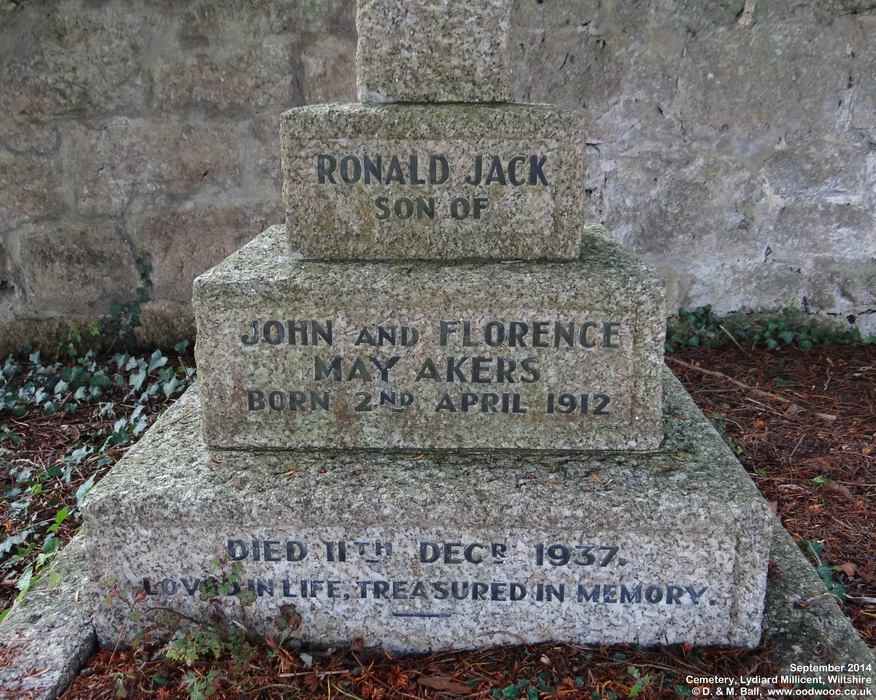 RONALD JACK
SON OF
JOHN AND FLORENCE
MAY AKERS
BORN 2ND APRIL 1912
DIED 11TH DECR 1937.
LOVED IN LIFE, TREASURED IN MEMORY.
September 2014
Cemetery, Lydiard Millicent, Wiltshire
© D. & M. Ball, www.oodwooc.co.uk